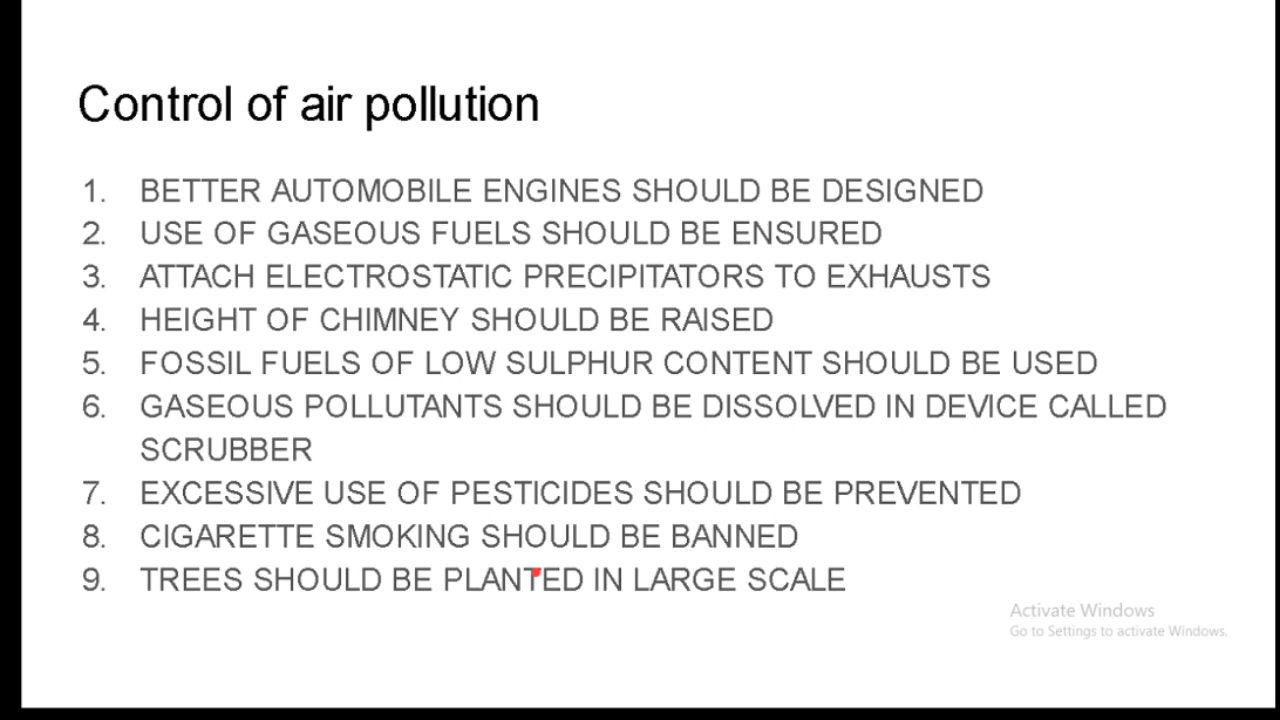 Control of air pollution
1. BETTER AUTOMOBILE ENGINES SHOULD BE DESIGNED
2. USE OF GASEOUS FUELS SHOULD BE ENSURED
3. ATTACH ELECTROSTATIC PRECIPITATORS TO EXHAUSTS
4. HEIGHT OF CHIMNEY SHOULD BE RAISED
5. FOSSIL FUELS OF LOW SULPHUR CONTENT SHOULD BE USED
6. GASEOUS POLLUTANTS SHOULD BE DISSOLVED IN DEVICE CALLED
SCRUBBER
7. EXCESSIVE USE OF PESTICIDES SHOULD BE PREVENTED
8. CIGARETTE SMOKING SHOULD BE BANNED
9. TREES SHOULD BE PLANTED IN LARGE SCALE
Activate Windows
Go to Settings to activate Windows.